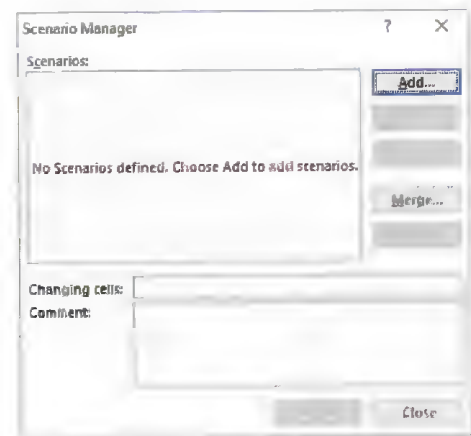 Scenario Manager ? ×
Scenarios:
Add...
No Scenarios defined. Choose Add to add scenarios.
Merge...
Changing cells:
Comment:
Close